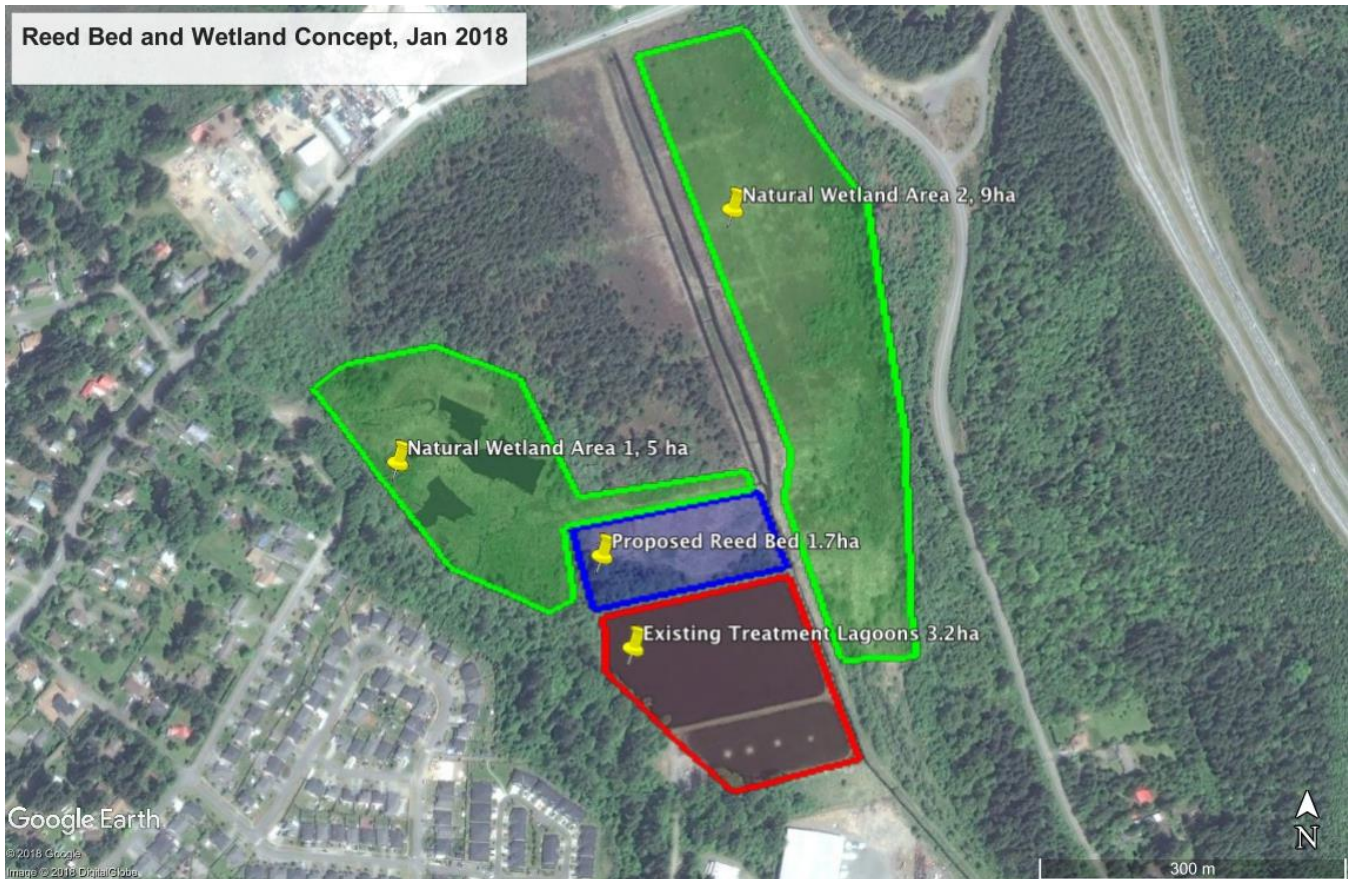 Reed Bed and Wetland Concept, Jan 2018
Natural Wetland Area 2, 9ha
Natural Wetland Area 1, 5 ha
Proposed Reed Bed 1.7ha
Existing Treatment Lagoons 3.2ha
Google Earth
© 2018 Google
Image © 2018 DigitalGlobe
N
300 m